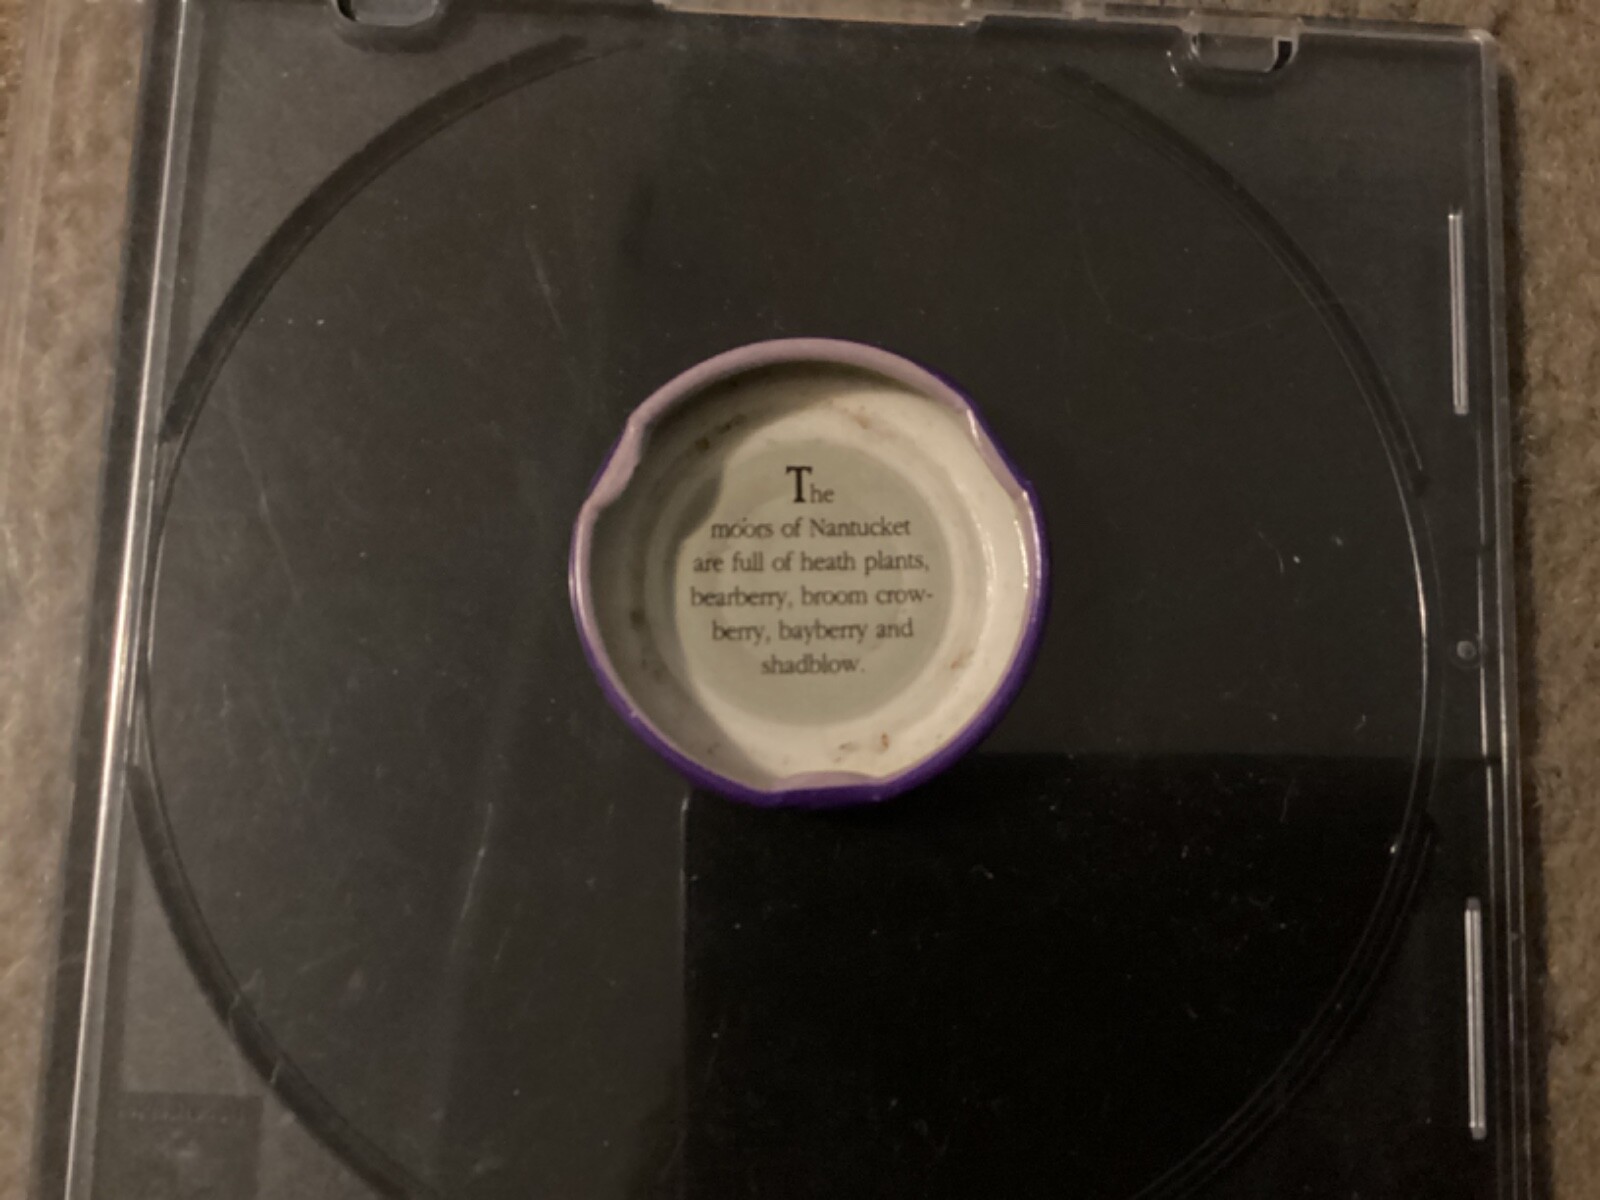 The
moors of Nantucket
are full of heath plants,
bearberry, broom crow-
berry, bayberry and
shadblow.